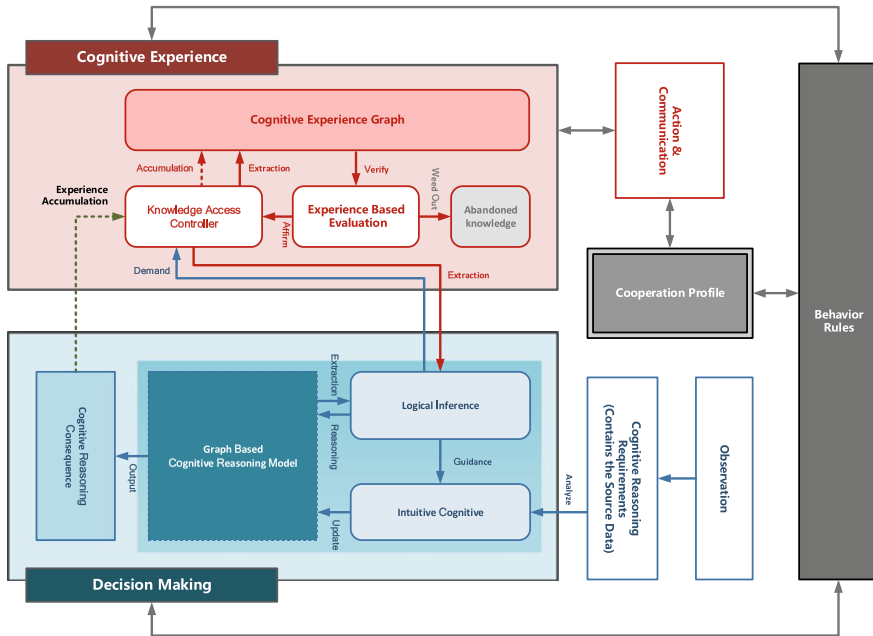 Cognitive Experience
Cognitive Experience Graph
Accumulation
Extraction
Verify
Weed Out
Experience
Accumulation
Knowledge Access
Controller
Affirm
Experience Based
Evaluation
Abandoned
knowledge
Demand
Extraction
Action &
Communication
Cooperation Profile
Behavior
Rules
Cognitive Reasoning
Consequence
Output
Graph Based
Cognitive Reasoning Model
Extraction
Reasoning
Logical Inference
Guidance
Update
Intuitive Cognitive
Analyze
Cognitive Reasoning
Requirements
(Contains the Source Data)
Observation
Decision Making